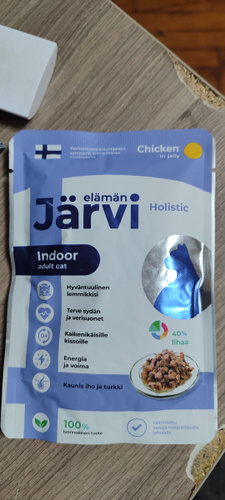 Chicken
in jelly
elämän
Järvi
Holistic
Indoor
adult cat
Hyväntuulinen
lemmikkisi
Terve sydän
ja verisuonet
Kaikenikäisille
kissoille
Energia
ja voima
Kaunis iho ja turkki
40%
lihaa
100%